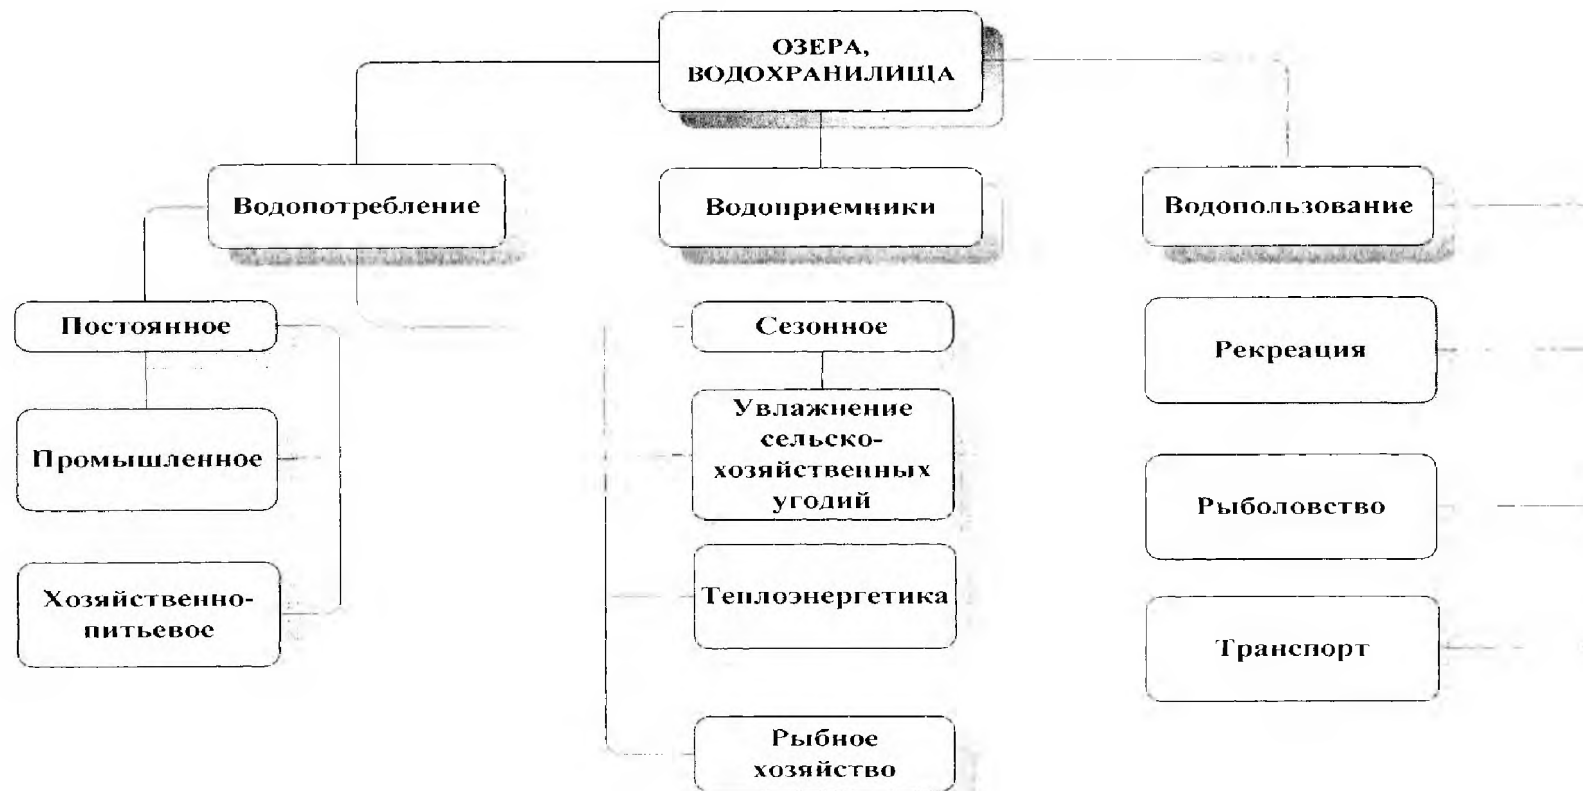 ОЗЕРА,
ВОДОХРАНИЛИЩА
Водопотребление
Водоприемники
Водопользование
Постоянное
Сезонное
Рекреация
Промышленное
Увлажнение
сельско-
хозяйственных
угодий
Рыболовство
Хозяйственно-
питьевое
Теплоэнергетика
Транспорт
Рыбное
хозяйство